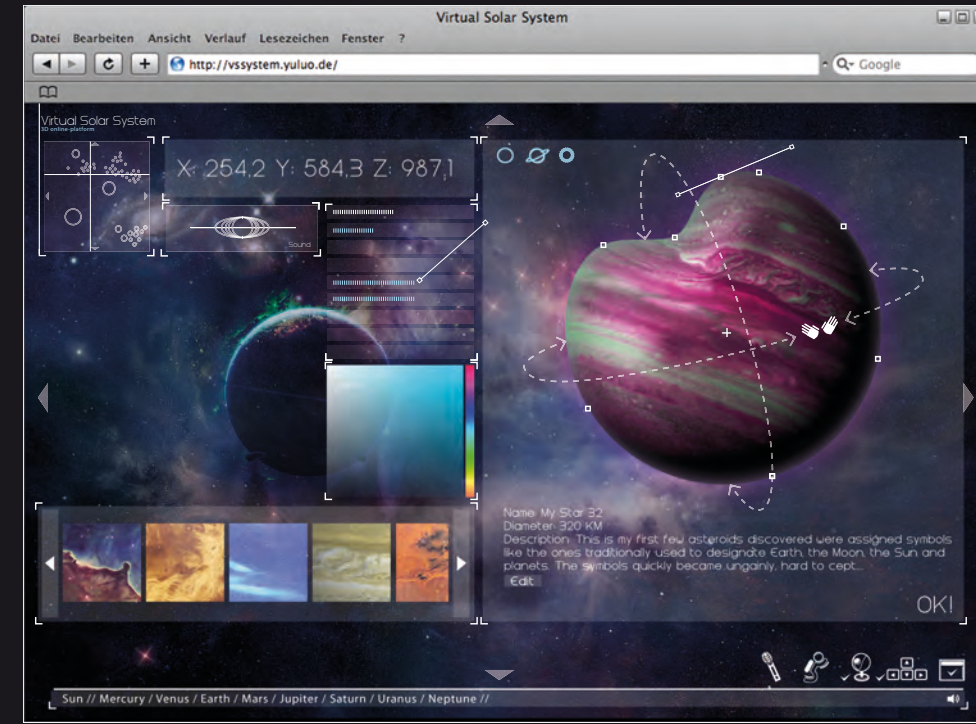 Virtual Solar System
Datei Bearbeiten Ansicht Verlauf Lesezeichen Fenster ?
http://vssystem.yuluo.de/
Google
Virtual Solar System
3D online-platform
X: 254,2 Y: 584,3 Z: 987,1
Sound
Name: My Star 32
Diameter: 320 KM
Description: This is my first few asteroids discovered were assigned symbols
like the ones traditionally used to designate Earth, the Moon, the Sun and
planets. The symbols quickly became ungainly, hard to cept...
Edit
OK!
Sun // Mercury / Venus / Earth / Mars / Jupiter / Saturn / Uranus / Neptune //